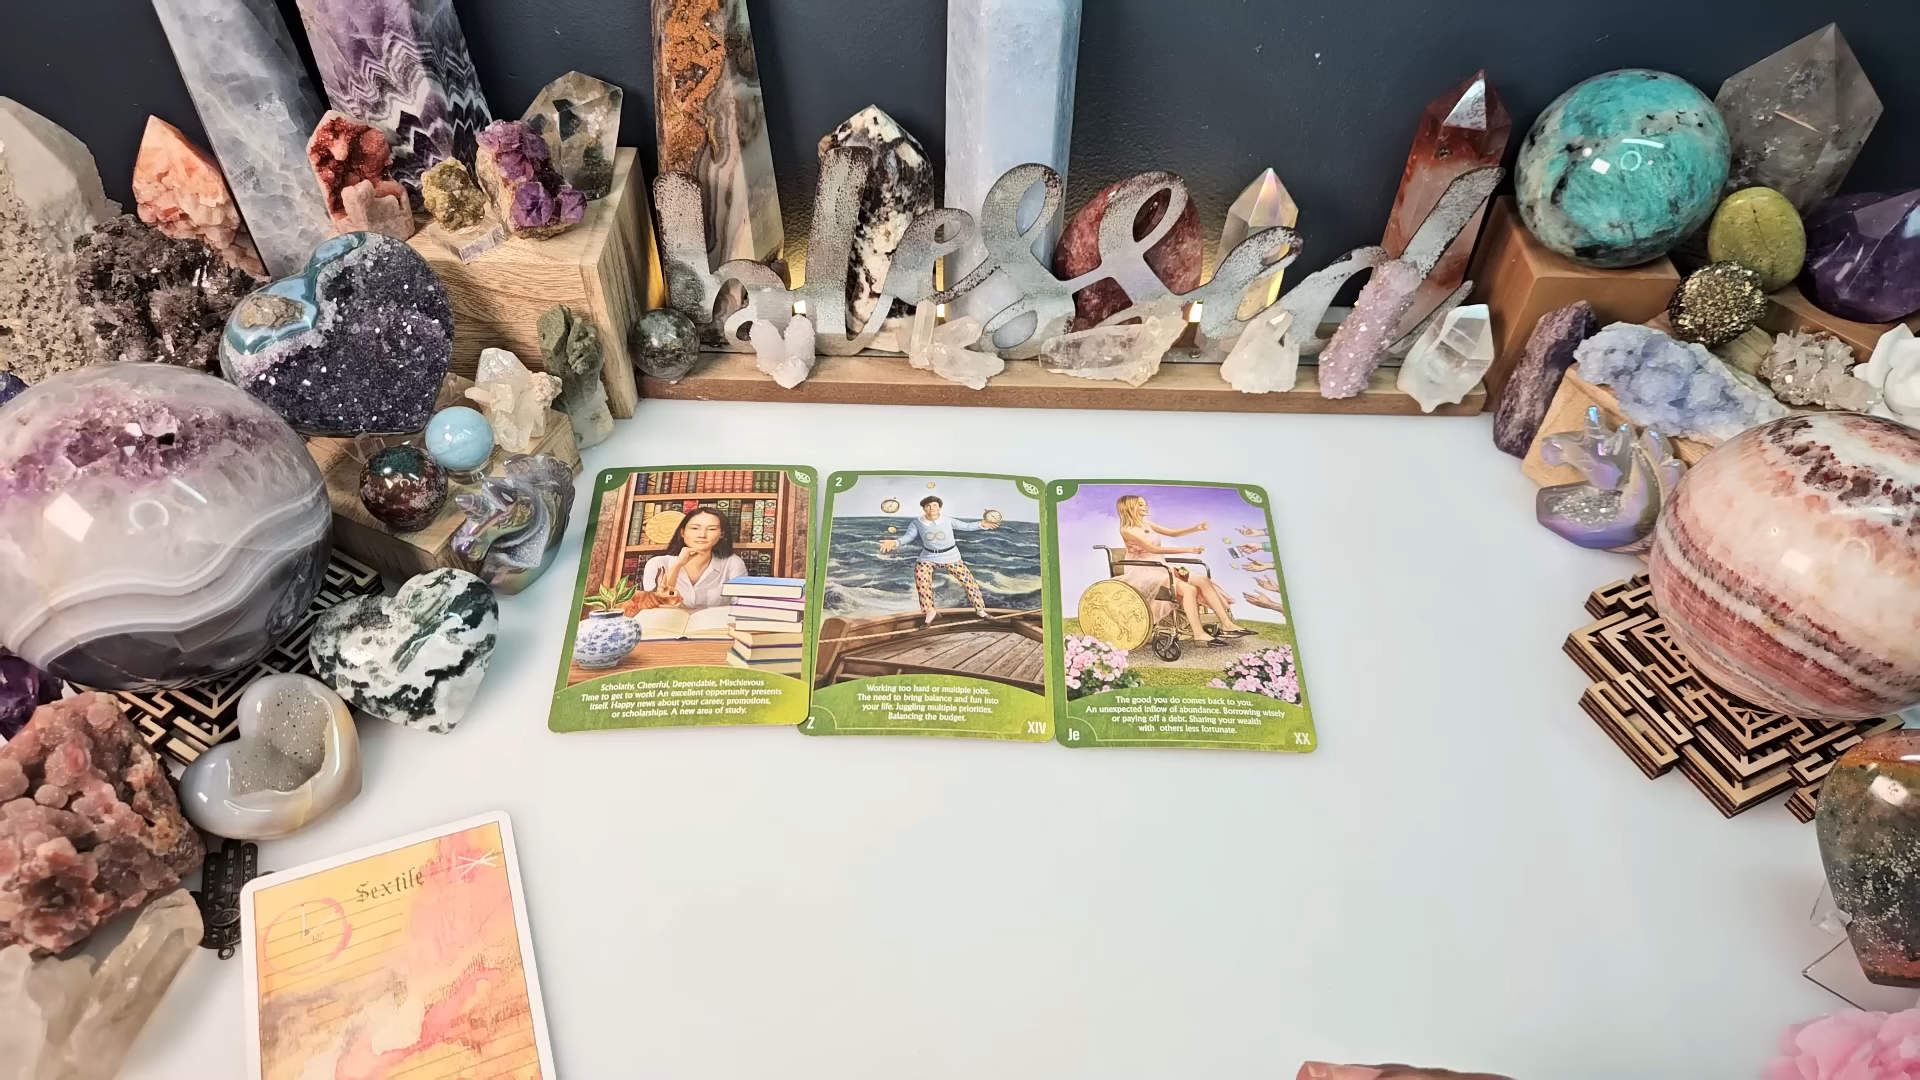 blessed
P
Scholarly, Cheerful, Dependable, Mischievous
Time to get to work! An excellent opportunity presents
itself. Happy news about your career, promotions,
or scholarships. A new area of study.
2
Working too hard or multiple jobs.
The need to bring balance and fun into
your life. Juggling multiple priorities.
Balancing the budget.
Z
XIV
6
The good you do comes back to you.
An unexpected inflow of abundance. Borrowing wisely
or paying off a debt. Sharing your wealth
with others less fortunate.
Je
XX
Sextile